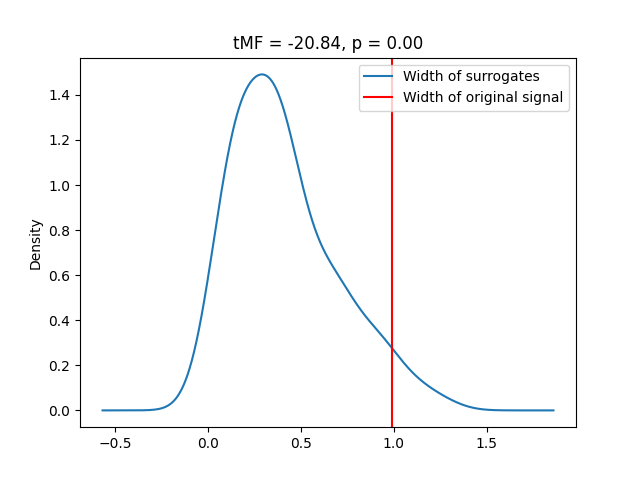 tMF = -20.84, p = 0.00
Width of surrogates
Width of original signal
Density
1.4
1.2
1.0
0.8
0.6
0.4
0.2
0.0
−0.5 0.0 0.5 1.0 1.5